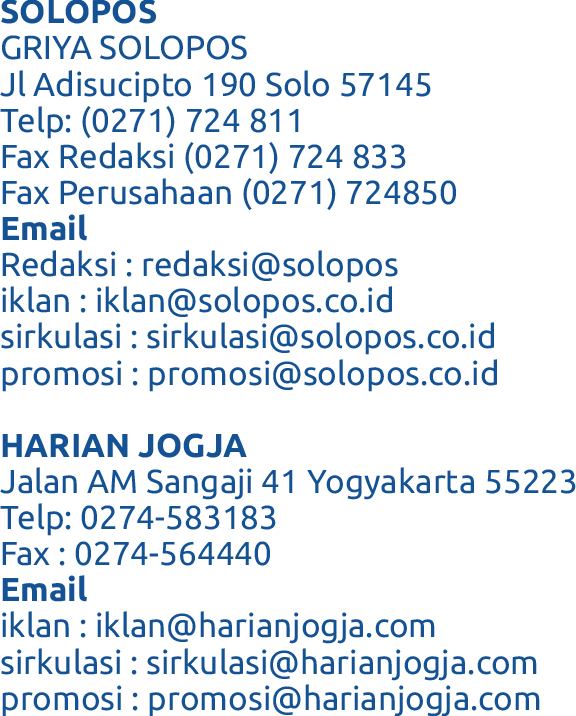 SOLOPOS
GRIYA SOLOPOS
Jl Adisucipto 190 Solo 57145
Telp: (0271) 724 811
Fax Redaksi (0271) 724 833
Fax Perusahaan (0271) 724850
Email
Redaksi : redaksi@solopos
iklan : iklan@solopos.co.id
sirkulasi : sirkulasi@solopos.co.id
promosi : promosi@solopos.co.id

HARIAN JOGJA
Jalan AM Sangaji 41 Yogyakarta 55223
Telp: 0274-583183
Fax : 0274-564440
Email
iklan : iklan@harianjogja.com
sirkulasi : sirkulasi@harianjogja.com
promosi : promosi@harianjogja.com